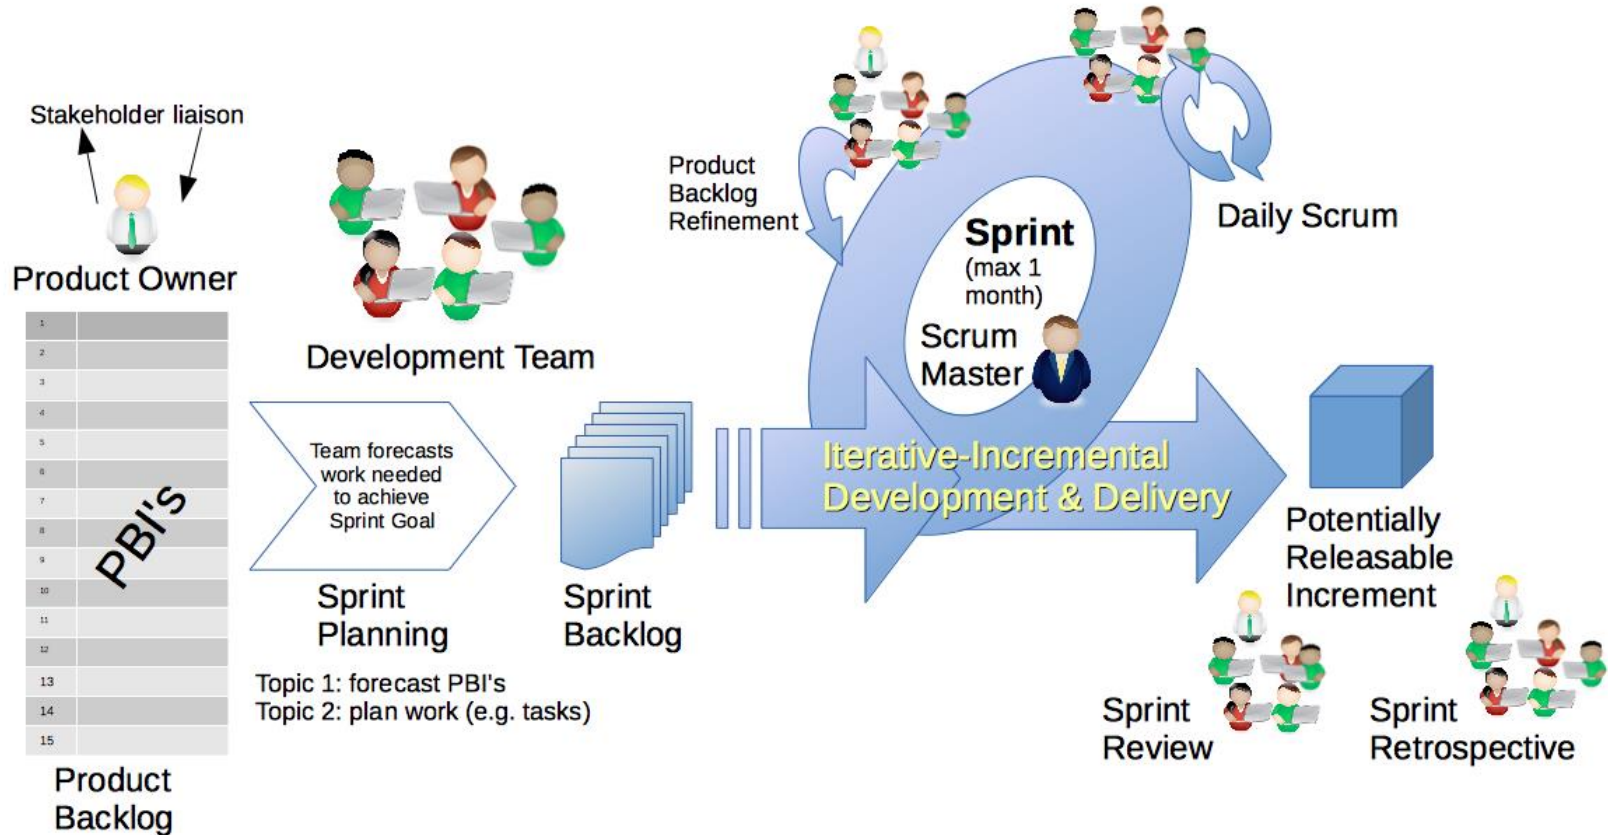 Stakeholder liaison
Product Owner
1
2
3
4
5
6
7
8
9
10
11
12
13
14
15
PBI's
Product
Backlog
Development Team
Team forecasts
work needed
to achieve
Sprint Goal
Sprint
Planning
Topic 1: forecast PBI's
Topic 2: plan work (e.g. tasks)
Sprint
Backlog
Product
Backlog
Refinement
Sprint
(max 1
month)
Scrum
Master
Daily Scrum
Iterative-Incremental
Development & Delivery
Potentially
Releasable
Increment
Sprint
Review
Sprint
Retrospective